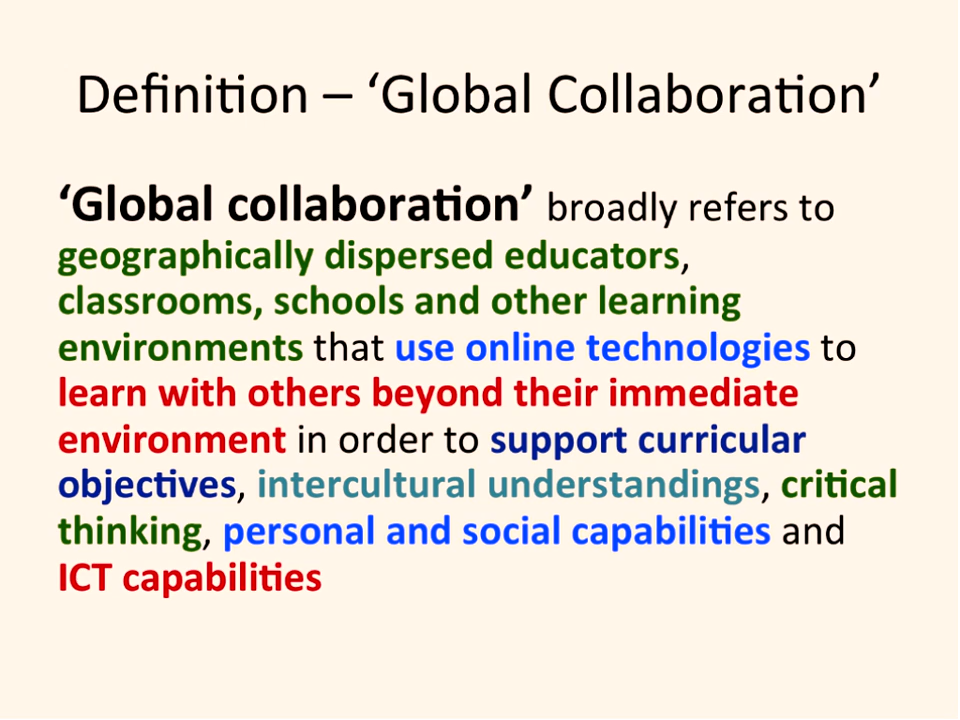 Definition – ‘Global Collaboration’
‘Global collaboration’ broadly refers to
geographically dispersed educators,
classrooms, schools and other learning
environments that use online technologies to
learn with others beyond their immediate
environment in order to support curricular
objectives, intercultural understandings, critical
thinking, personal and social capabilities and
ICT capabilities